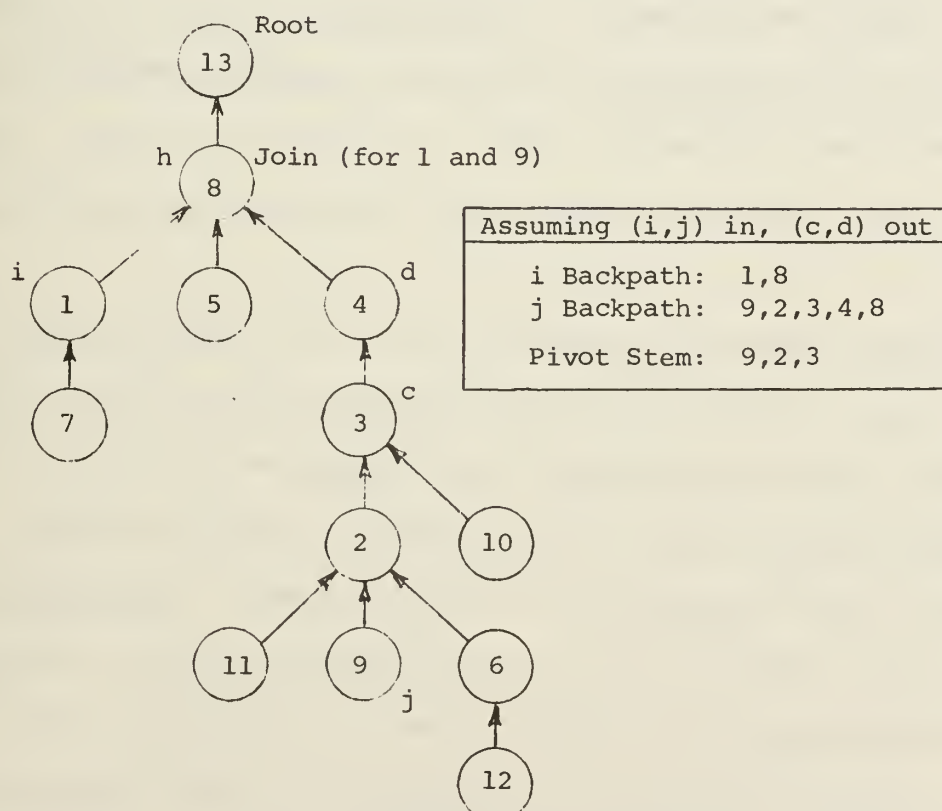 Root
13
h
Join (for 1 and 9)
8
Assuming (i,j) in, (c,d) out
i Backpath: 1,8
j Backpath: 9,2,3,4,8
Pivot Stem: 9,2,3
i
d
1
5
4
c
7
3
2
10
11
9
6
j
12